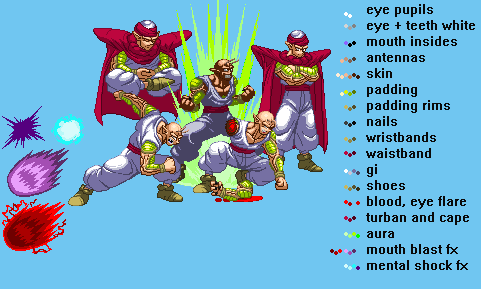 eye pupils
eye + teeth white
mouth insides
antennas
skin
padding
padding rims
nails
wristbands
waistband
gi
shoes
blood, eye flare
turban and cape
aura
mouth blast fx
mental shock fx